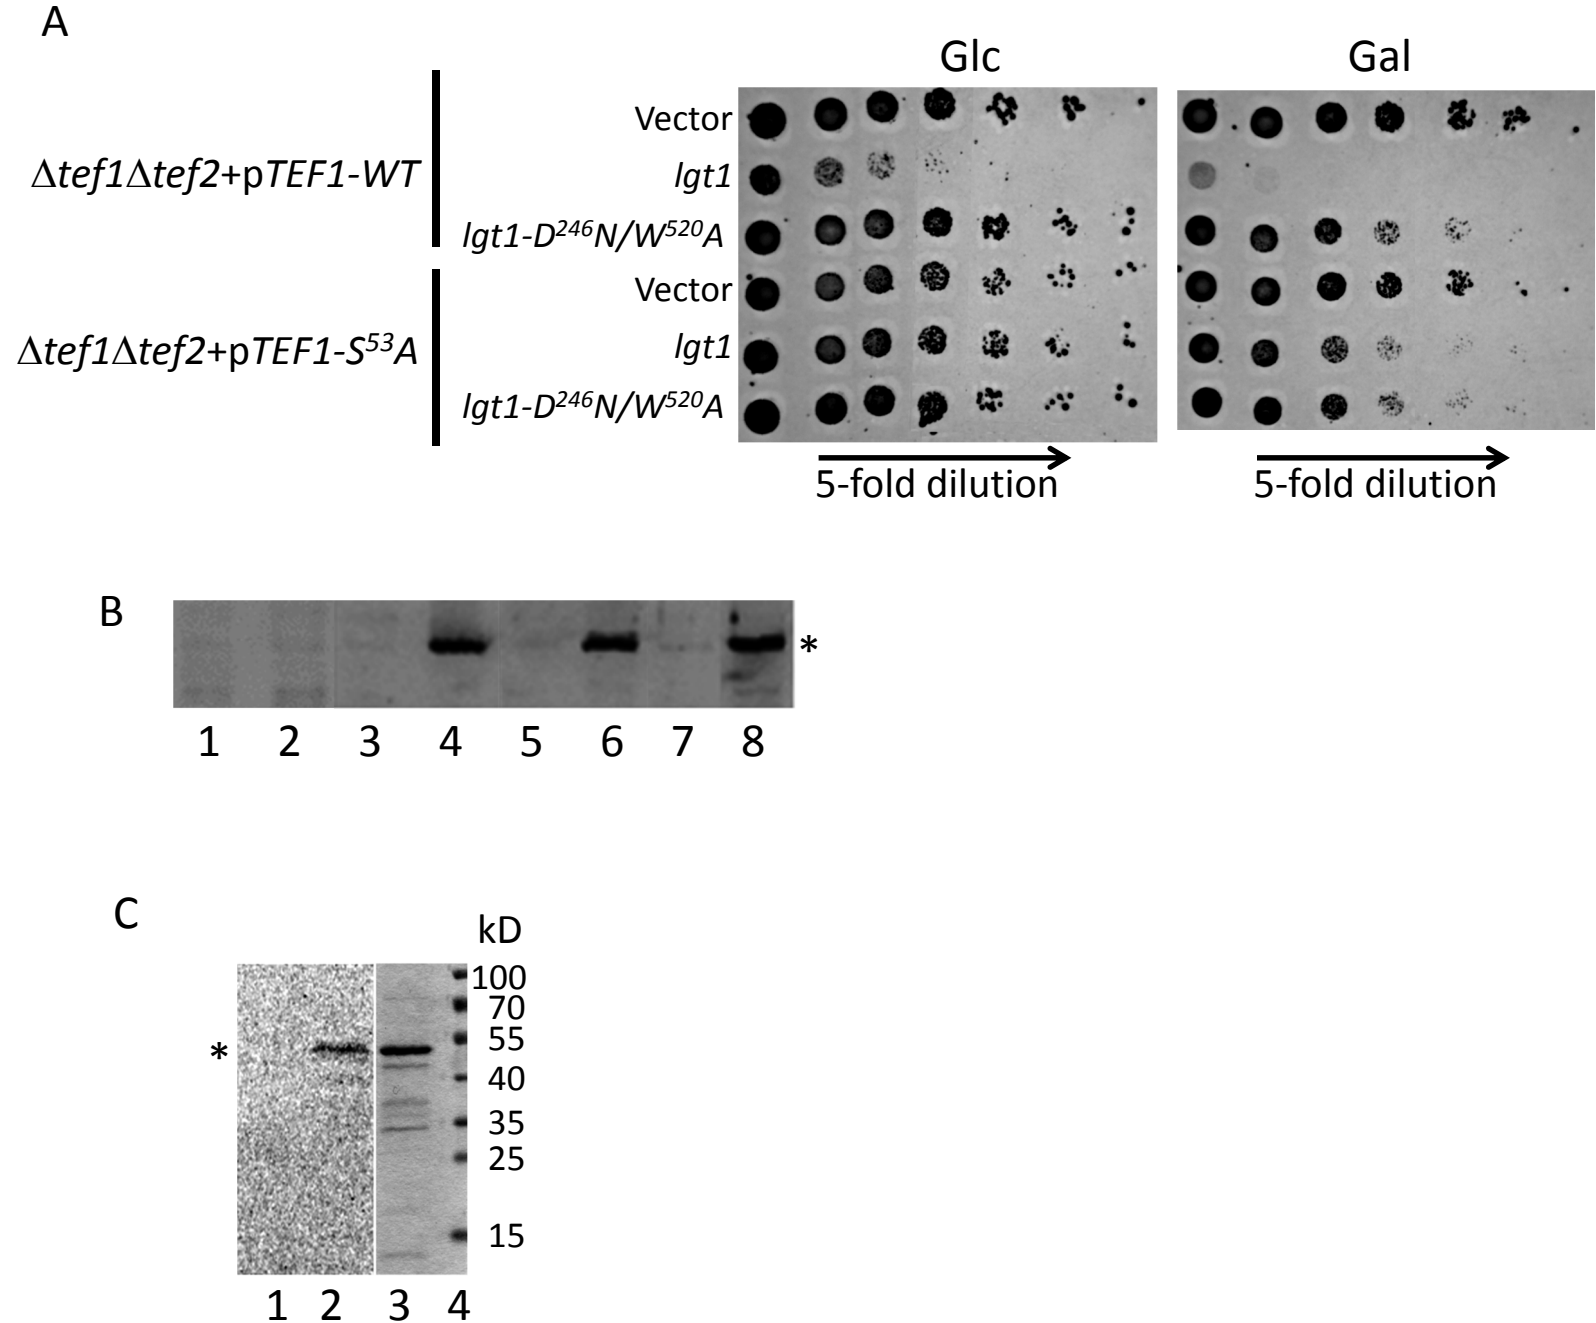 A
Glc Gal
Vector
Δtef1Δtef2+pTEF1-WT lgt1
lgt1-D²⁴⁶N/W⁵²⁰A
Vector
Δtef1Δtef2+pTEF1-S⁵³A lgt1
lgt1-D²⁴⁶N/W⁵²⁰A
5-fold dilution 5-fold dilution
B
*
1 2 3 4 5 6 7 8
C
kD
100
70
55
*
40
35
25
15
1 2 3 4